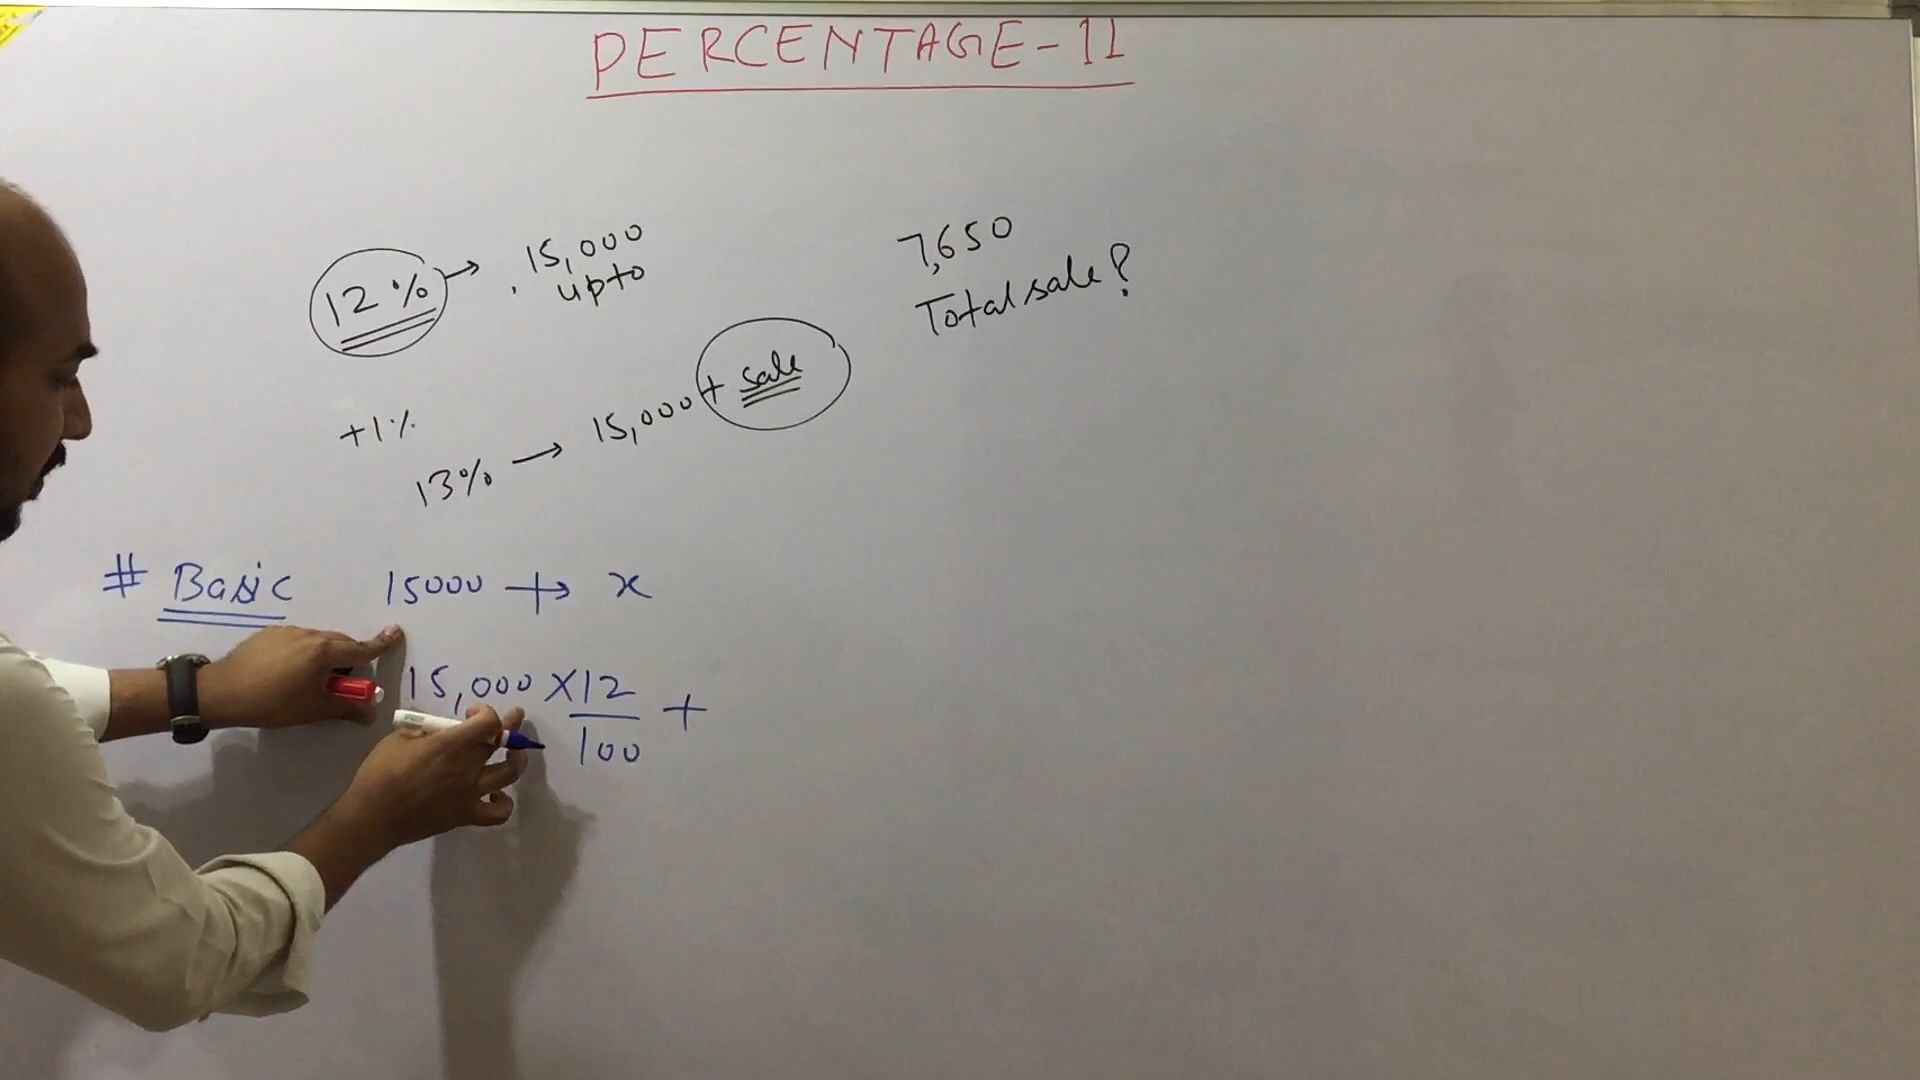 PERCENTAGE-11
12% → 15,000
upto
7,650
Total sale?
+1%
13% → 15,000 + sale
# Basic 15000 +→ x
15,000 X12 +
100